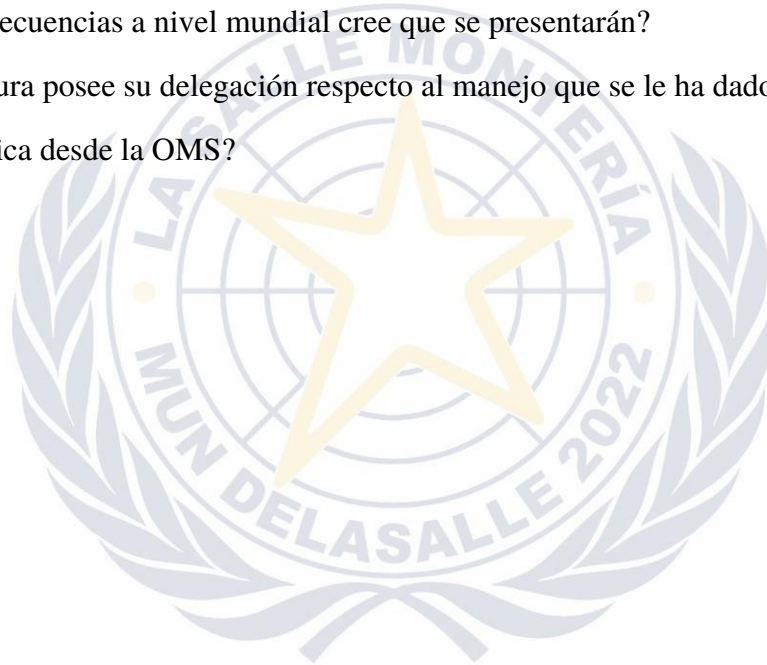 ecuencias a nivel mundial cree que se presentarán?
ura posee su delegación respecto al manejo que se le ha dado
ica desde la OMS?
LA SALLE MONTERÍA
MUN DELASALLE 2022